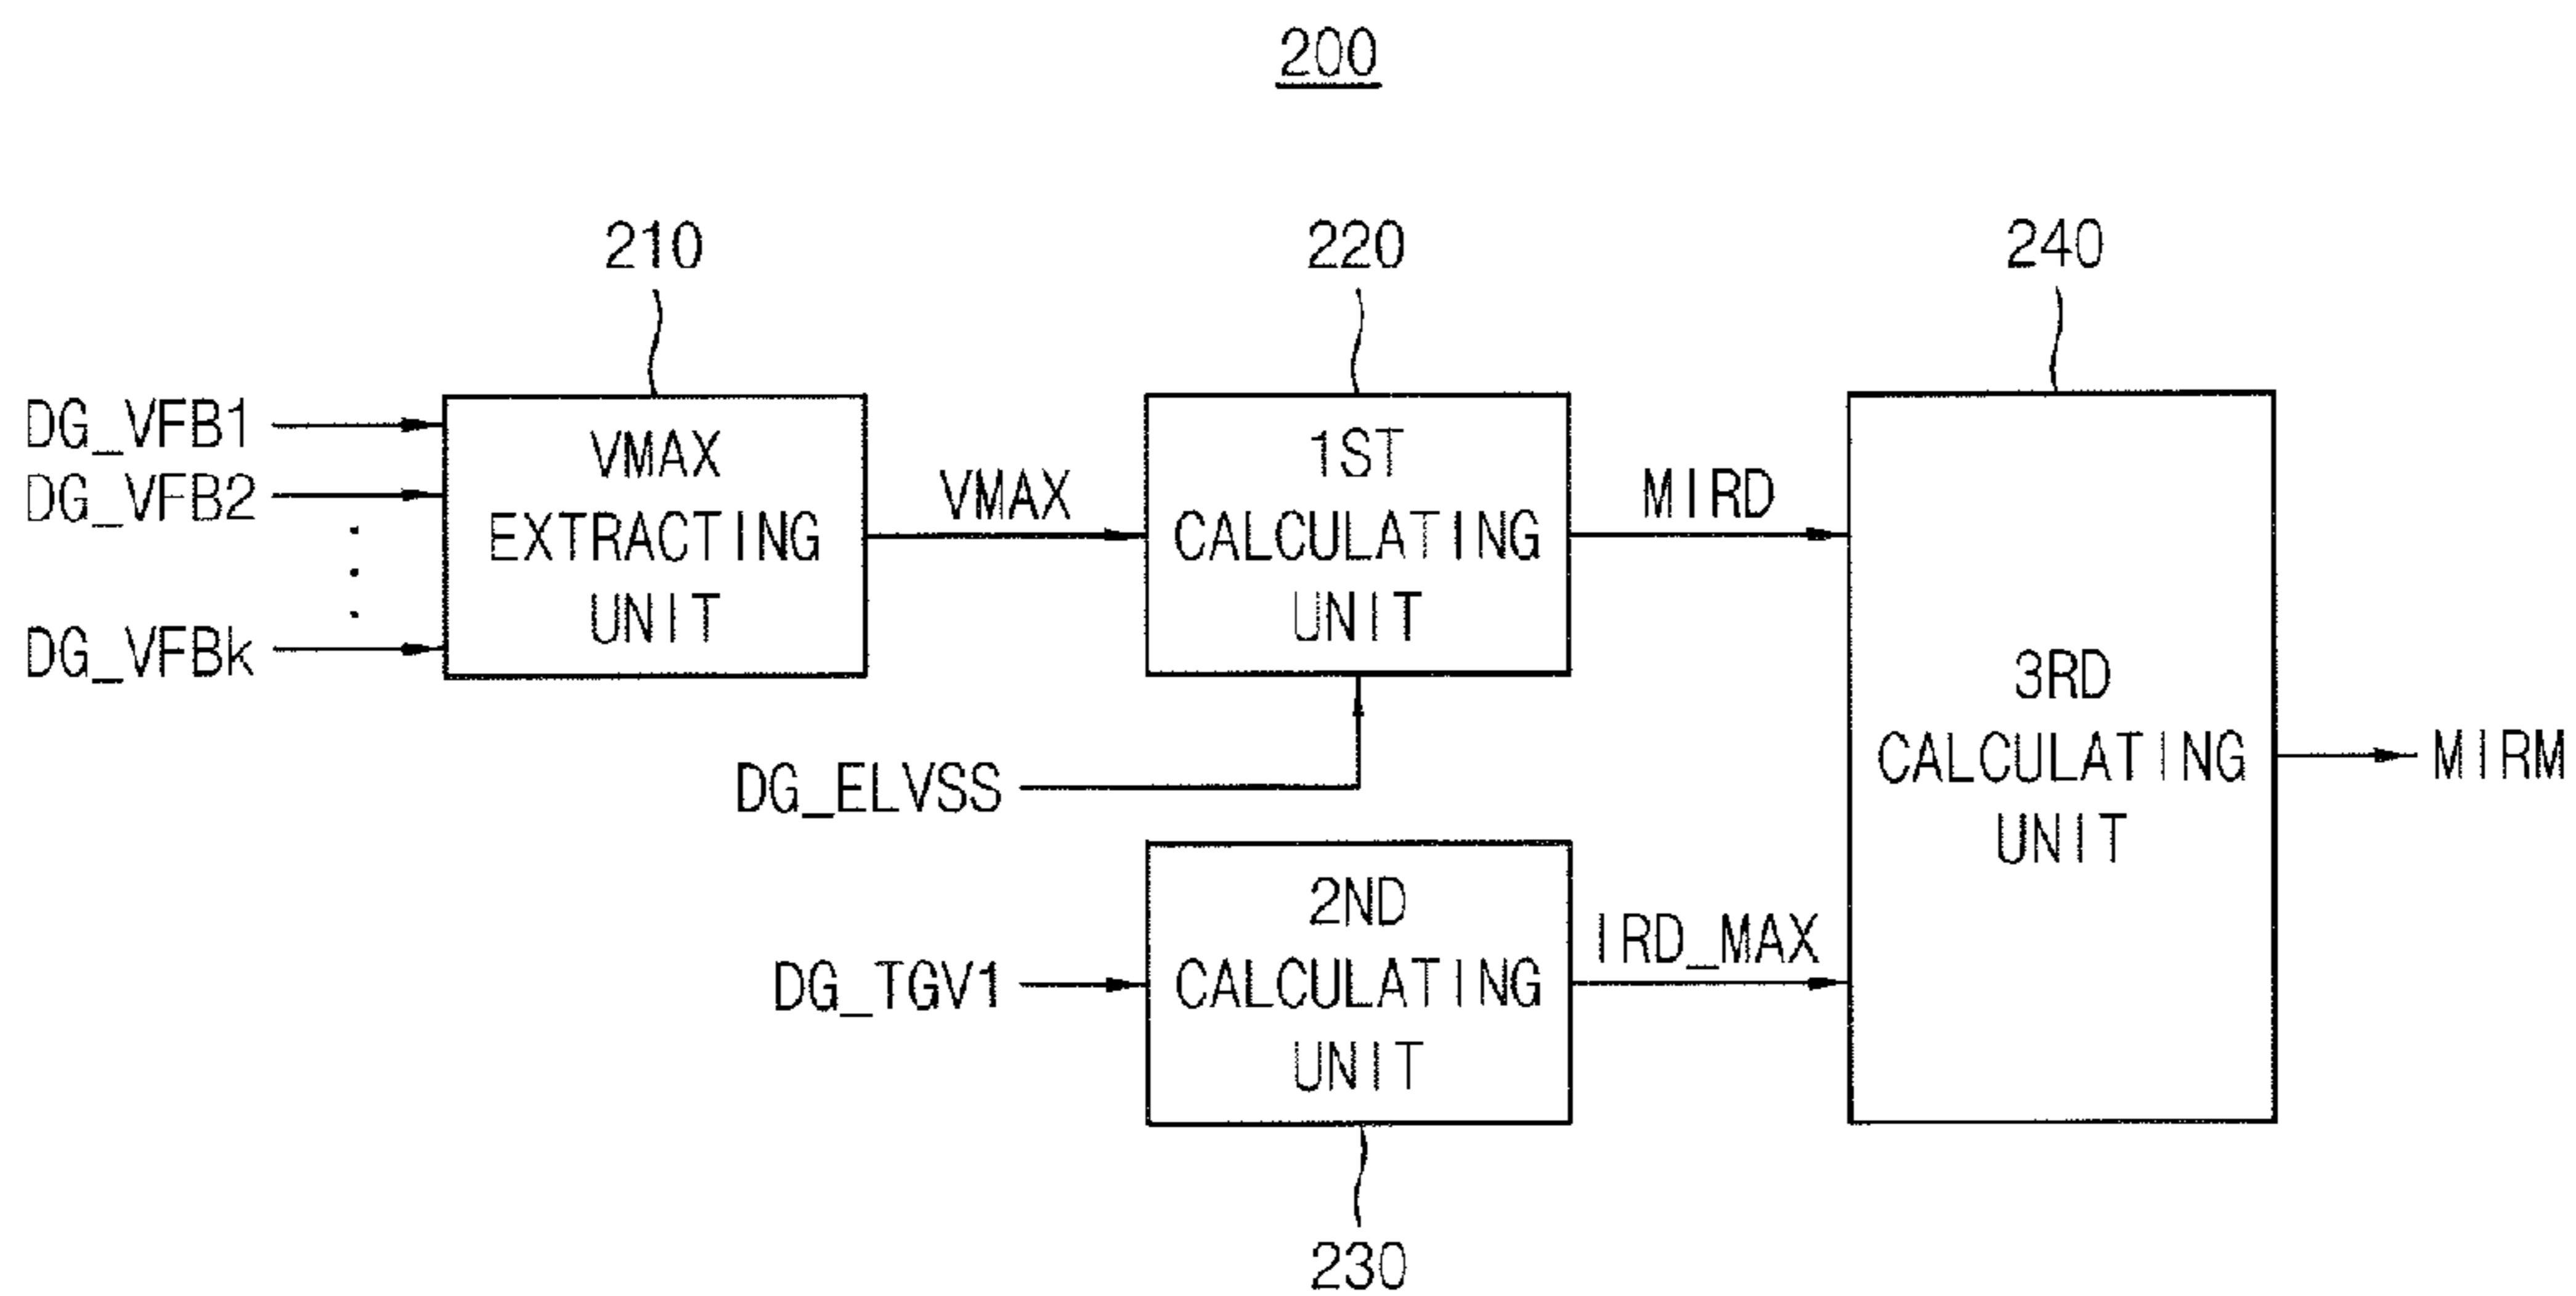 200
210
220
240
DG_VFB1
DG_VFB2
DG_VFBk
VMAX
EXTRACTING
UNIT
VMAX
1ST
CALCULATING
UNIT
MIRD
DG_ELVSS
3RD
CALCULATING
UNIT
MIRM
DG_TGV1
2ND
CALCULATING
UNIT
IRD_MAX
230